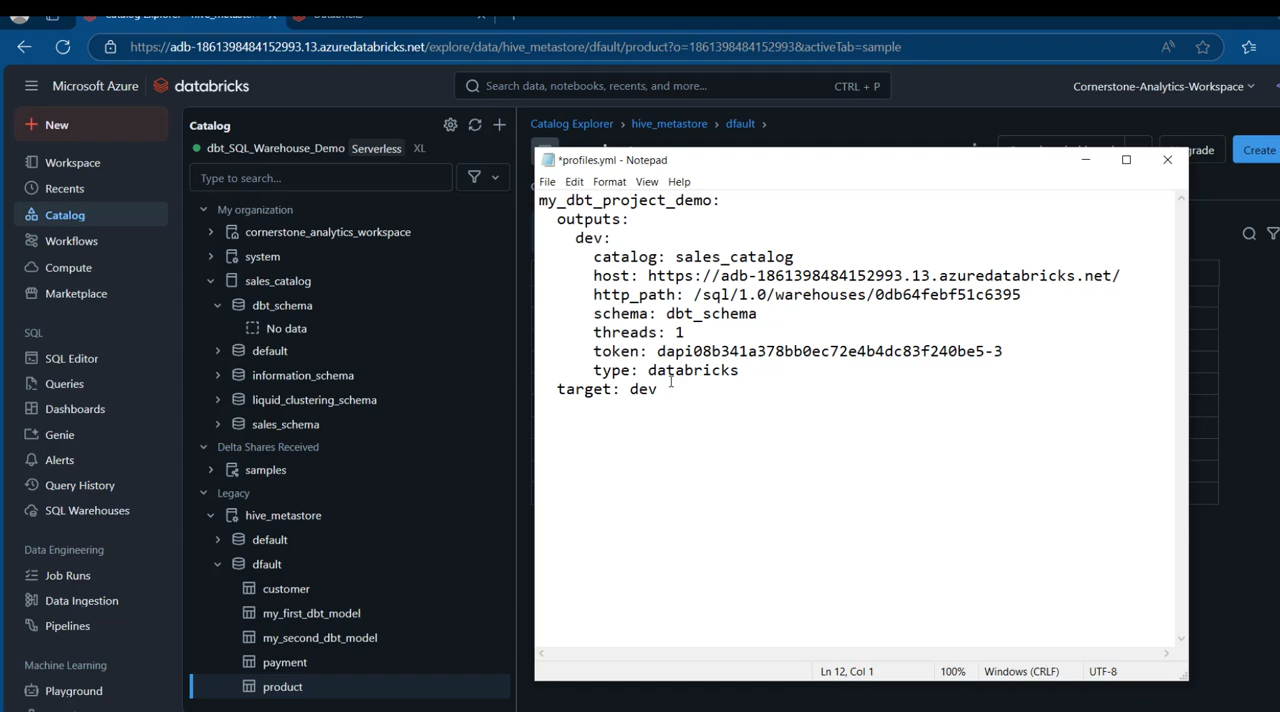 https://adb-1861398484152993.13.azuredatabricks.net/explore/data/hive_metastore/dfault/product?o=1861398484152993&activeTab=sample
Microsoft Azure databricks
Search data, notebooks, recents, and more...
CTRL + P
Cornerstone-Analytics-Workspace
New
Workspace
Recents
Catalog
Workflows
Compute
Marketplace
SQL
SQL Editor
Queries
Dashboards
Genie
Alerts
Query History
SQL Warehouses
Data Engineering
Job Runs
Data Ingestion
Pipelines
Machine Learning
Playground
Catalog
dbt_SQL_Warehouse_Demo Serverless XL
Type to search...
My organization
cornerstone_analytics_workspace
system
sales_catalog
dbt_schema
No data
default
information_schema
liquid_clustering_schema
sales_schema
Delta Shares Received
samples
Legacy
hive_metastore
default
dfault
customer
my_first_dbt_model
my_second_dbt_model
payment
product
Catalog Explorer › hive_metastore › dfault ›
Create
*profiles.yml - Notepad
File Edit Format View Help
my_dbt_project_demo:
outputs:
dev:
catalog: sales_catalog
host: https://adb-1861398484152993.13.azuredatabricks.net/
http_path: /sql/1.0/warehouses/0db64febf51c6395
schema: dbt_schema
threads: 1
token: dapi08b341a378bb0ec72e4b4dc83f240be5-3
type: databricks
target: dev
Ln 12, Col 1
100%
Windows (CRLF)
UTF-8